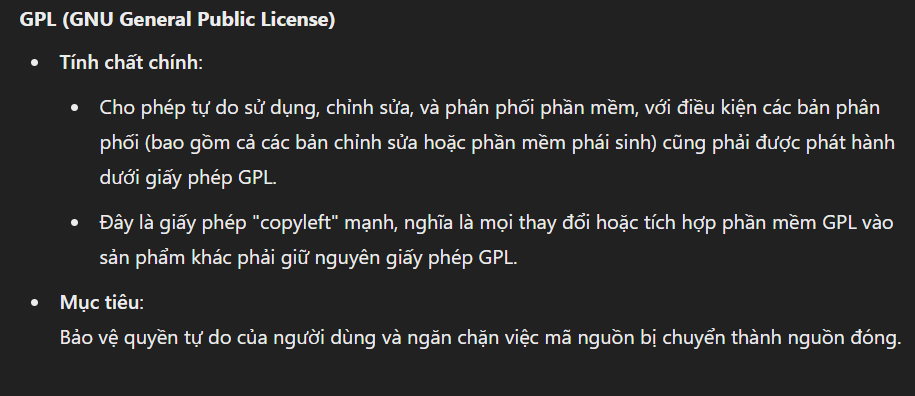 GPL (GNU General Public License)
Tính chất chính:
Cho phép tự do sử dụng, chỉnh sửa, và phân phối phần mềm, với điều kiện các bản phân
phối (bao gồm cả các bản chỉnh sửa hoặc phần mềm phái sinh) cũng phải được phát hành
dưới giấy phép GPL.
Đây là giấy phép "copyleft" mạnh, nghĩa là mọi thay đổi hoặc tích hợp phần mềm GPL vào
sản phẩm khác phải giữ nguyên giấy phép GPL.
Mục tiêu:
Bảo vệ quyền tự do của người dùng và ngăn chặn việc mã nguồn bị chuyển thành nguồn đóng.